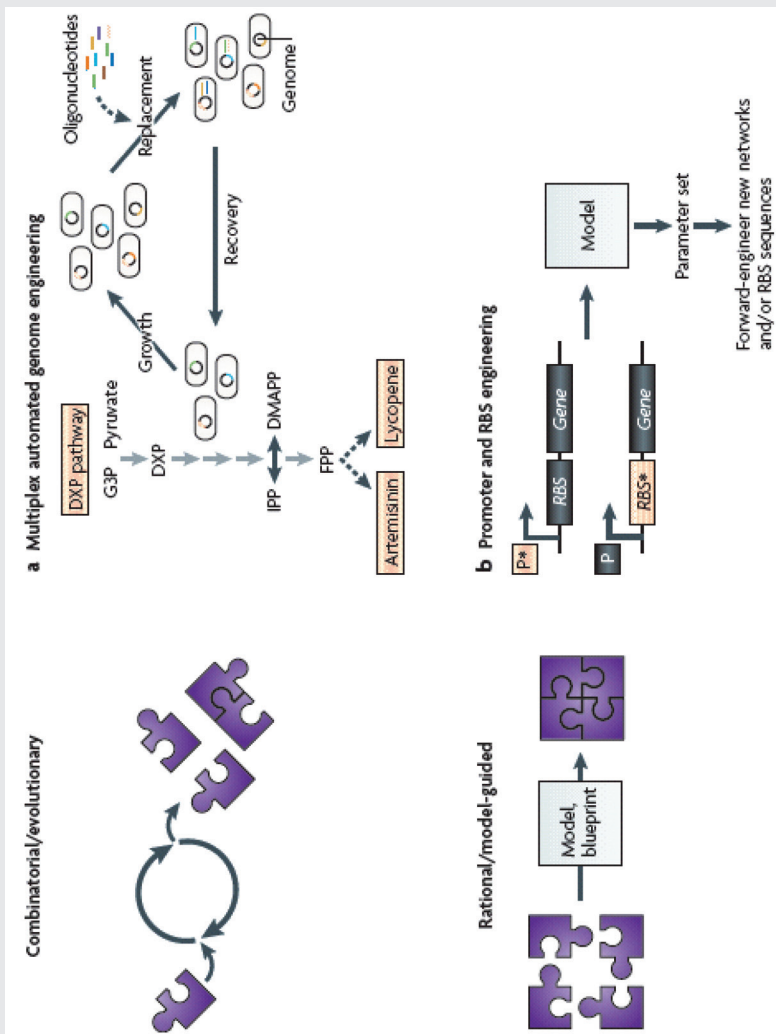 Combinatorial/evolutionary
a Multiplex automated genome engineering
DXP pathway
G3P Pyruvate
DXP
IPP DMAPP
FPP
Artemisinin Lycopene
Growth
Oligonucleotides
Replacement
Recovery
Genome
Rational/model-guided
Model,
blueprint
b Promoter and RBS engineering
P*
RBS Gene
P
RBS* Gene
Model
Parameter set
Forward-engineer new networks
and/or RBS sequences